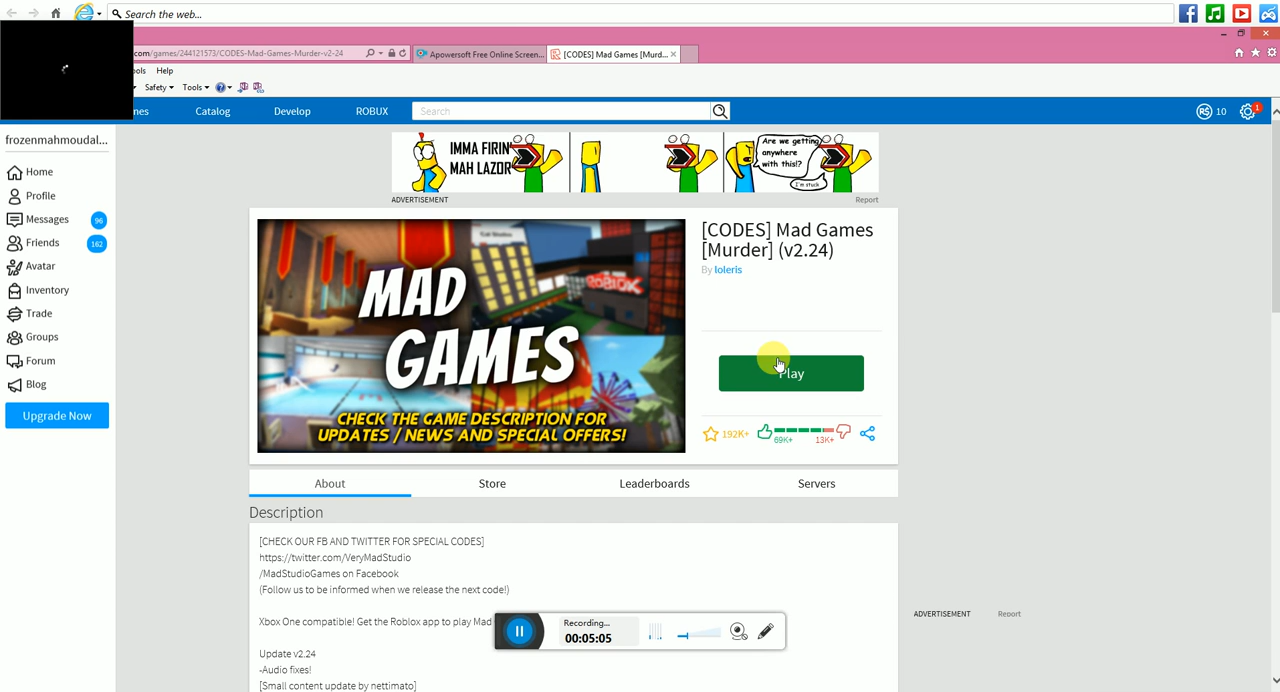 Search the web...
com/games/244121573/CODES-Mad-Games-Murder-v2-24
Apowersoft Free Online Screen...
[CODES] Mad Games [Murd...
ols
Help
Safety
Tools
nes
Catalog
Develop
ROBUX
Search
R$ 10
1
frozenmahmoudal...
Home
Profile
Messages
96
Friends
162
Avatar
Inventory
Trade
Groups
Forum
Blog
Upgrade Now
IMMA FIRIN
MAH LAZOR
Are we getting
anywhere
with this!?
I'm stuck
ADVERTISEMENT
Report
MAD
GAMES
ROBLOX
CHECK THE GAME DESCRIPTION FOR
UPDATES / NEWS AND SPECIAL OFFERS!
[CODES] Mad Games
[Murder] (v2.24)
By loleris
Play
192K+
69K+
13K+
About
Store
Leaderboards
Servers
Description
[CHECK OUR FB AND TWITTER FOR SPECIAL CODES]
https://twitter.com/VeryMadStudio
/MadStudioGames on Facebook
(Follow us to be informed when we release the next code!)
Xbox One compatible! Get the Roblox app to play Mad
Update v2.24
-Audio fixes!
[Small content update by nettimato]
Recording...
00:05:05
ADVERTISEMENT
Report